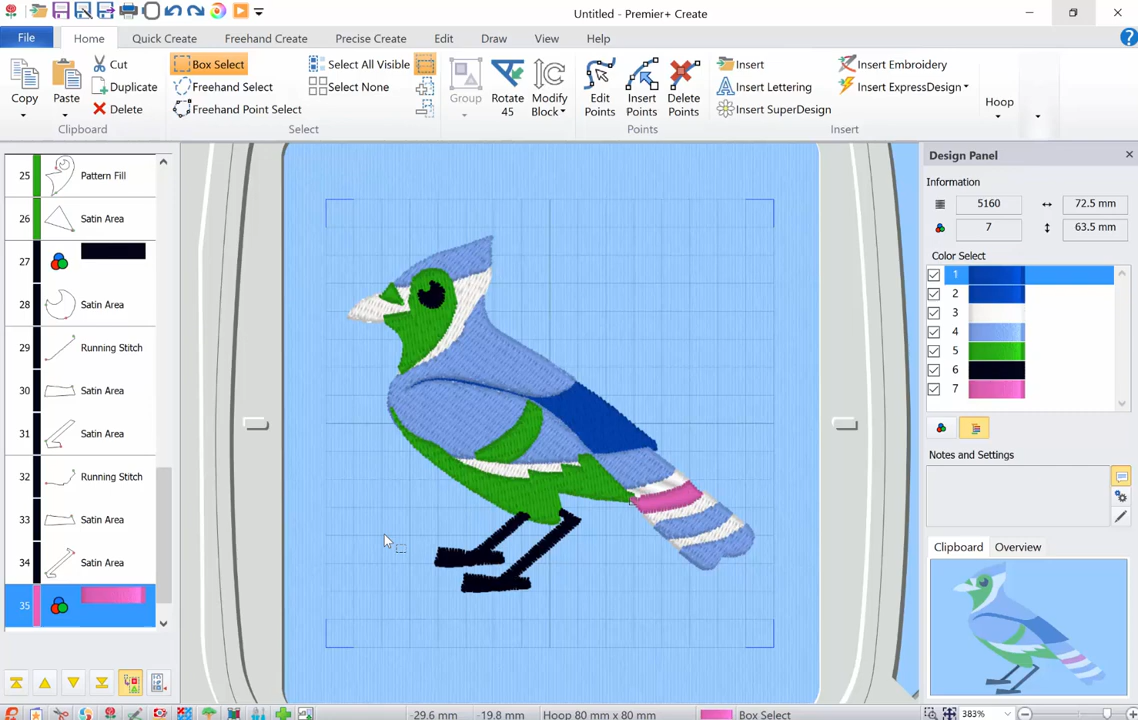 Untitled - Premier+ Create
File Home Quick Create Freehand Create Precise Create Edit Draw View Help
Copy
Paste
Cut
Duplicate
Delete
Clipboard
Box Select
Freehand Select
Freehand Point Select
Select All Visible
Select None
Select
Group
Rotate 45
Modify Block
Edit Points
Insert Points
Delete Points
Points
Insert
Insert Lettering
Insert SuperDesign
Insert Embroidery
Insert ExpressDesign
Insert
Hoop
25 Pattern Fill
26 Satin Area
27
28 Satin Area
29 Running Stitch
30 Satin Area
31 Satin Area
32 Running Stitch
33 Satin Area
34 Satin Area
35
Design Panel
Information
5160 72.5 mm
7 63.5 mm
Color Select
1
2
3
4
5
6
7
Notes and Settings
Clipboard Overview
-29.6 mm -19.8 mm Hoop 80 mm x 80 mm Box Select 383%